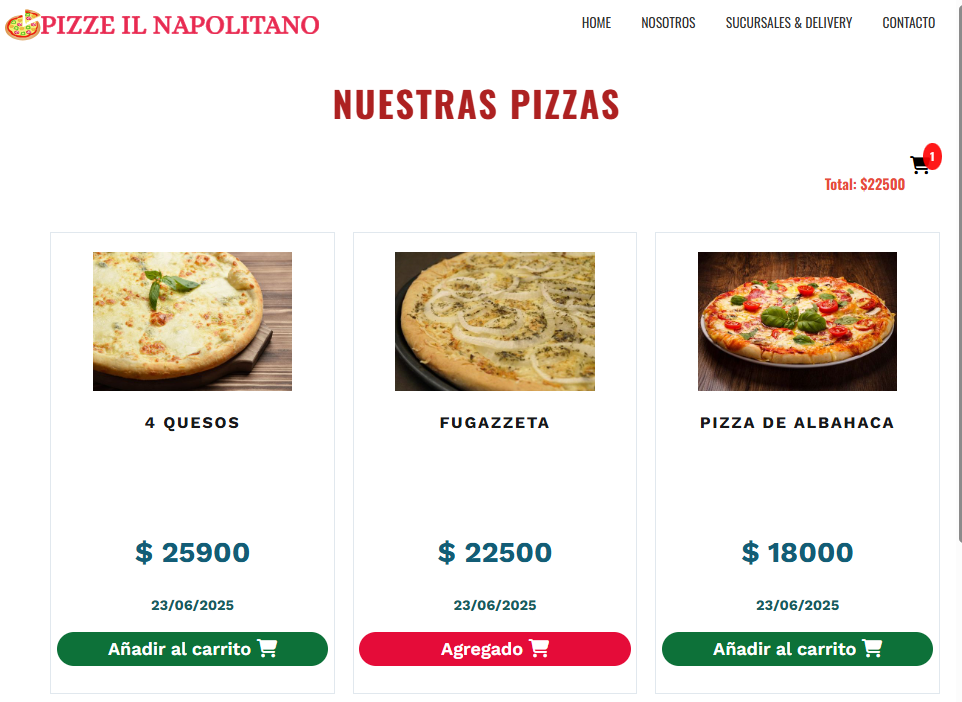 PIZZE IL NAPOLITANO
HOME NOSOTROS SUCURSALES & DELIVERY CONTACTO
NUESTRAS PIZZAS
1
Total: $22500
4 QUESOS
$ 25900
23/06/2025
Añadir al carrito
FUGAZZETA
$ 22500
23/06/2025
Agregado
PIZZA DE ALBAHACA
$ 18000
23/06/2025
Añadir al carrito